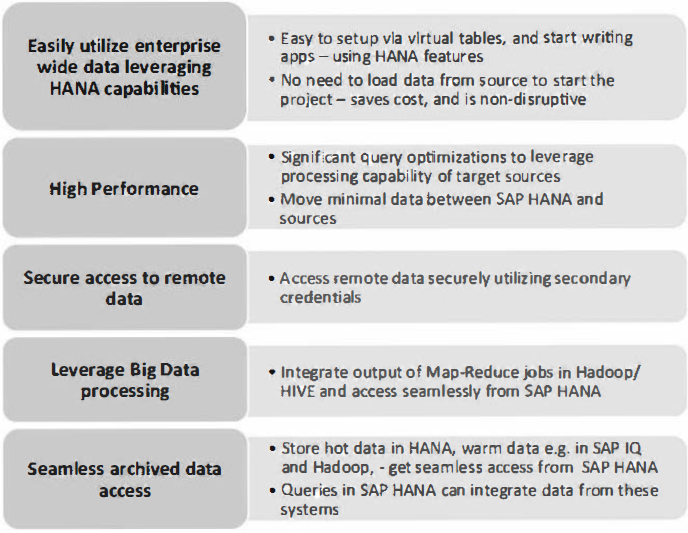 Easily utilize enterprise
wide data leveraging
HANA capabilities
• Easy to setup via virtual tables, and start writing
apps – using HANA features
• No need to load data from source to start the
project – saves cost, and is non-disruptive
High Performance
• Significant query optimizations to leverage
processing capability of target sources
• Move minimal data between SAP HANA and
sources
Secure access to remote
data
• Access remote data securely utilizing secondary
credentials
Leverage Big Data
processing
• Integrate output of Map-Reduce jobs in Hadoop/
HIVE and access seamlessly from SAP HANA
Seamless archived data
access
• Store hot data in HANA, warm data e.g. in SAP IQ
and Hadoop, - get seamless access from SAP HANA
• Queries in SAP HANA can integrate data from these
systems